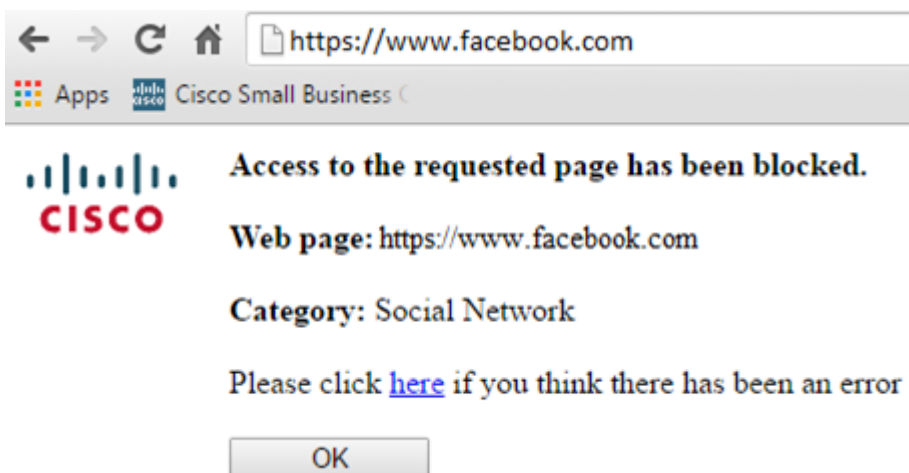 https://www.facebook.com
Apps Cisco Small Business
CISCO
Access to the requested page has been blocked.
Web page: https://www.facebook.com
Category: Social Network
Please click here if you think there has been an error
OK